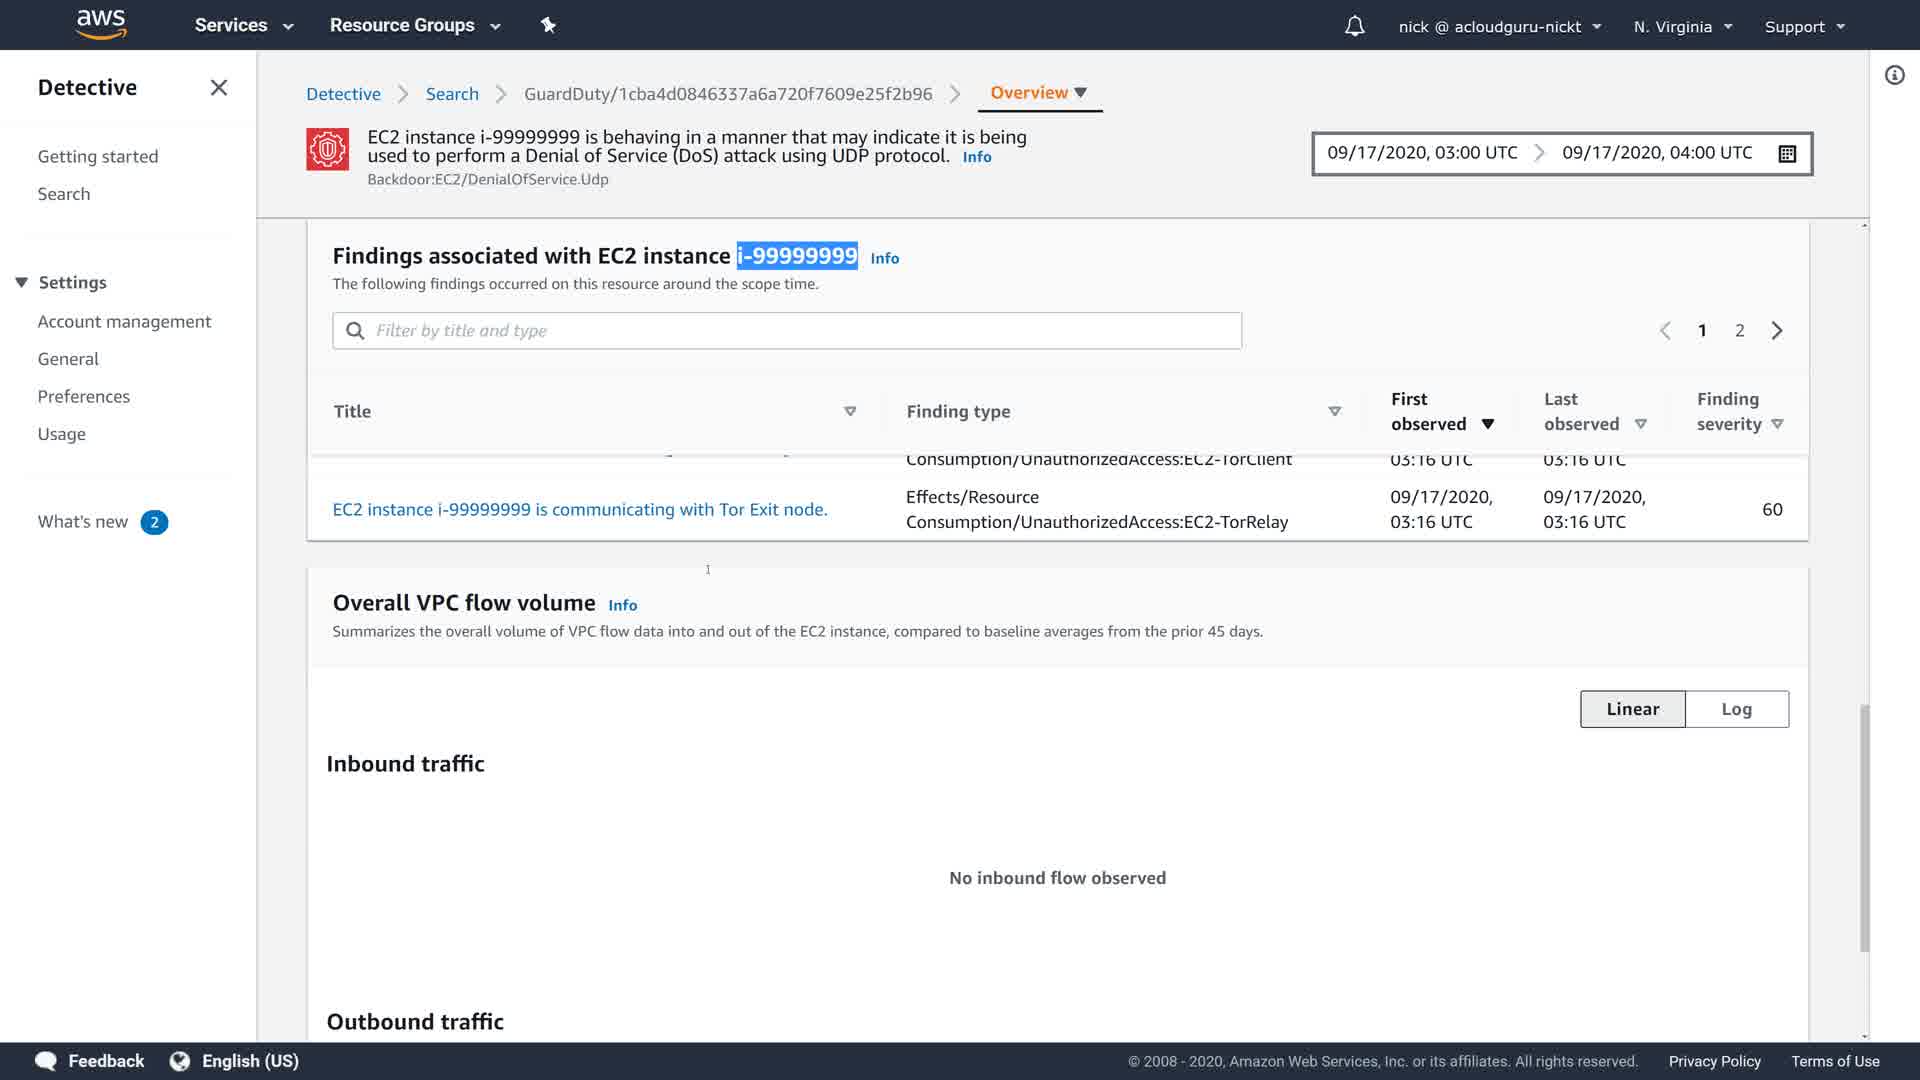 aws
Services
Resource Groups
nick @ acloudguru-nickt
N. Virginia
Support
Detective
Getting started
Search
Settings
Account management
General
Preferences
Usage
What's new 2
Detective
Search
GuardDuty/1cba4d0846337a6a720f7609e25f2b96
Overview
EC2 instance i-99999999 is behaving in a manner that may indicate it is being
used to perform a Denial of Service (DoS) attack using UDP protocol. Info
Backdoor:EC2/DenialOfService.Udp
09/17/2020, 03:00 UTC
09/17/2020, 04:00 UTC
Findings associated with EC2 instance i-99999999 Info
The following findings occurred on this resource around the scope time.
Filter by title and type
1 2
Title
Finding type
First
observed
Last
observed
Finding
severity
Consumption/UnauthorizedAccess:EC2-TorClient
03:16 UTC
03:16 UTC
EC2 instance i-99999999 is communicating with Tor Exit node.
Effects/Resource
Consumption/UnauthorizedAccess:EC2-TorRelay
09/17/2020,
03:16 UTC
09/17/2020,
03:16 UTC
60
Overall VPC flow volume Info
Summarizes the overall volume of VPC flow data into and out of the EC2 instance, compared to baseline averages from the prior 45 days.
Linear
Log
Inbound traffic
No inbound flow observed
Outbound traffic
Feedback
English (US)
© 2008 - 2020, Amazon Web Services, Inc. or its affiliates. All rights reserved.
Privacy Policy
Terms of Use